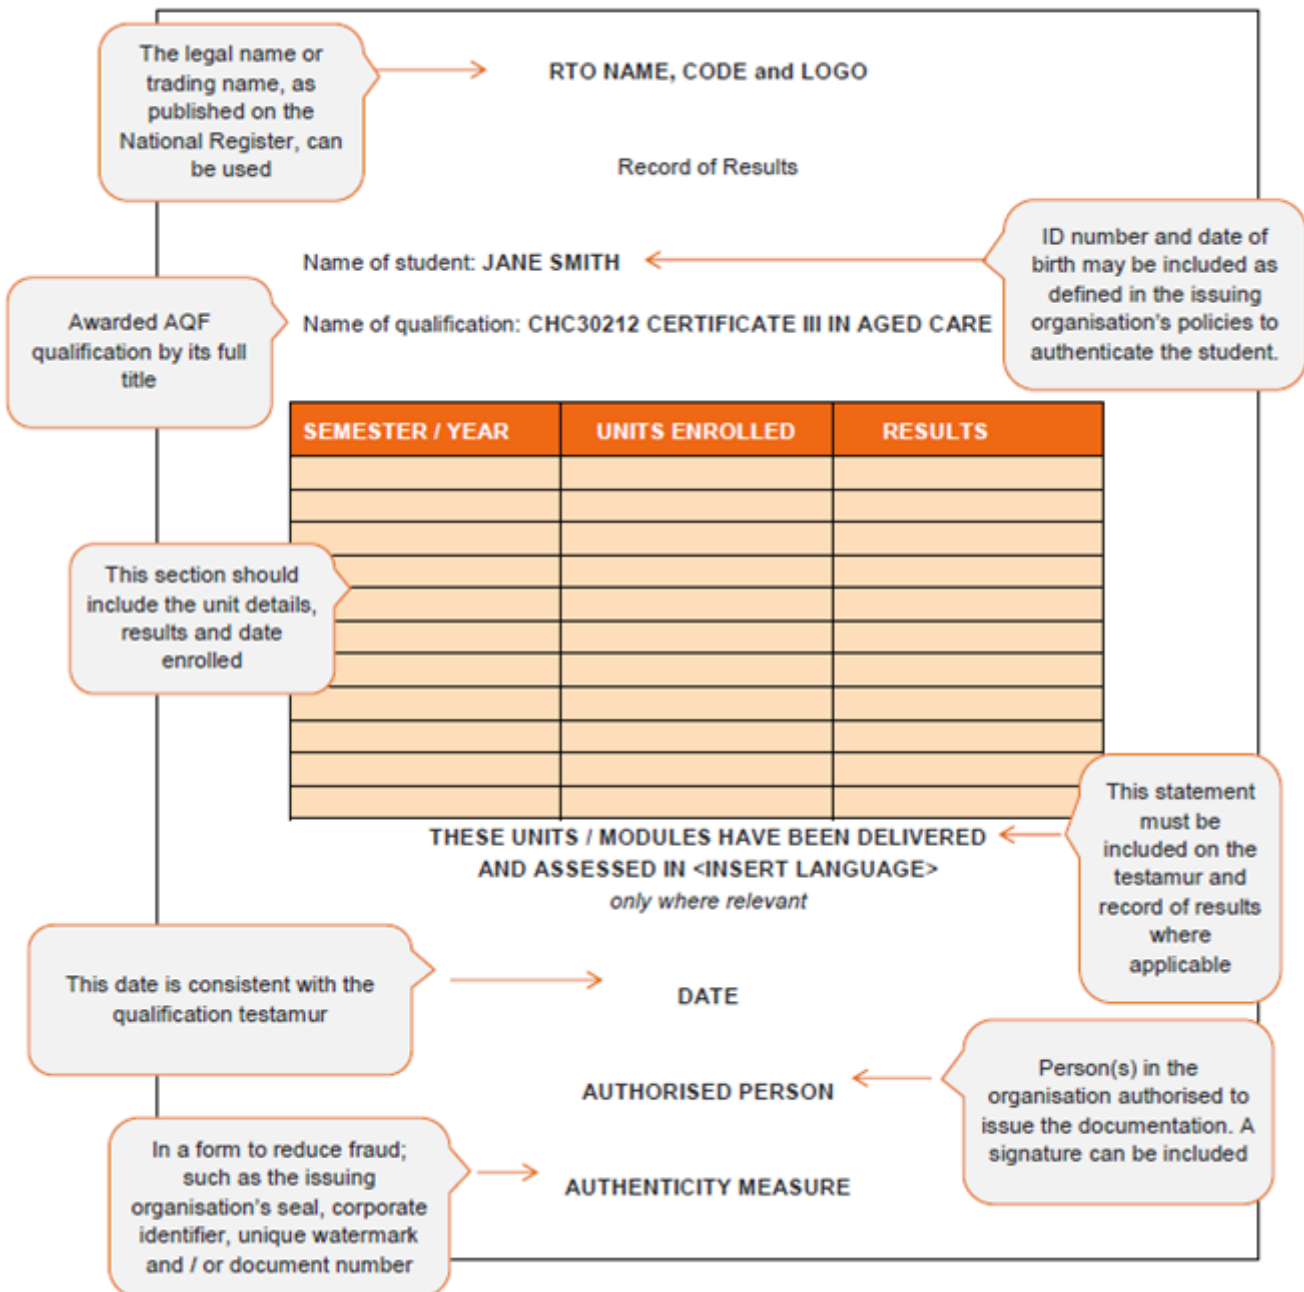 The legal name or
trading name, as
published on the
National Register, can
be used
RTO NAME, CODE and LOGO
Record of Results
Name of student: JANE SMITH
ID number and date of
birth may be included as
defined in the issuing
organisation's policies to
authenticate the student.
Awarded AQF
qualification by its full
title
Name of qualification: CHC30212 CERTIFICATE III IN AGED CARE
SEMESTER / YEAR
UNITS ENROLLED
RESULTS
This section should
include the unit details,
results and date
enrolled
THESE UNITS / MODULES HAVE BEEN DELIVERED
AND ASSESSED IN <INSERT LANGUAGE>
only where relevant
This statement
must be
included on the
testamur and
record of results
where
applicable
This date is consistent with the
qualification testamur
DATE
AUTHORISED PERSON
Person(s) in the
organisation authorised to
issue the documentation. A
signature can be included
In a form to reduce fraud;
such as the issuing
organisation's seal, corporate
identifier, unique watermark
and / or document number
AUTHENTICITY MEASURE